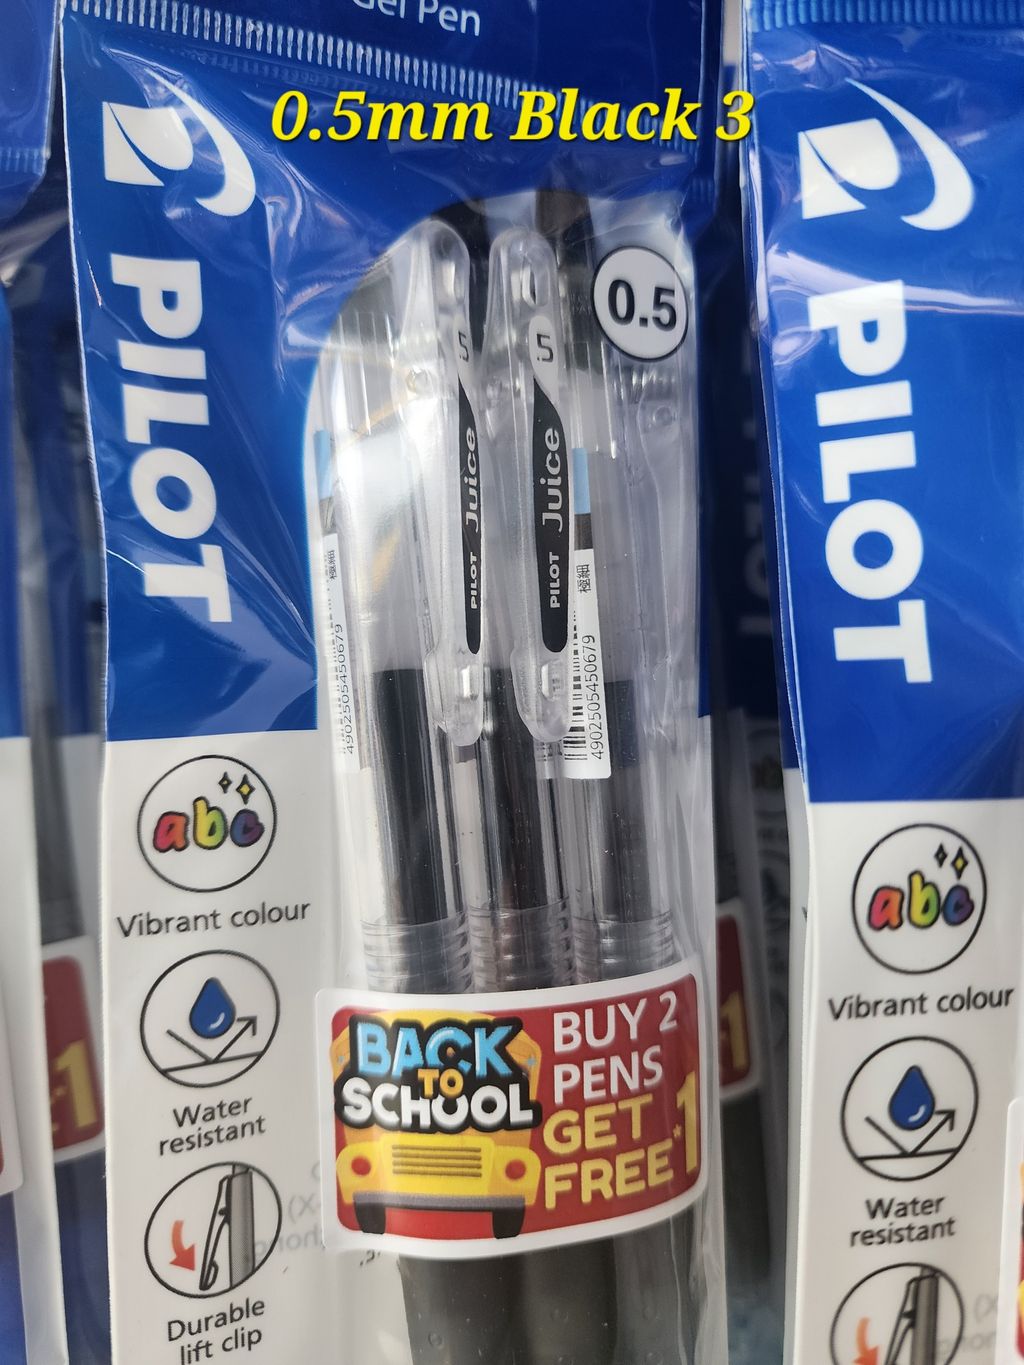 Gel Pen
0.5mm Black 3
PILOT
0.5
5
PILOT Juice
極細
4902505450679
5
PILOT Juice
極細
4902505450679
abc
Vibrant colour
Water
resistant
Durable
lift clip
BACK
TO
SCHOOL
BUY 2
PENS
GET 1
FREE*
PILOT
abc
Vibrant colour
Water
resistant